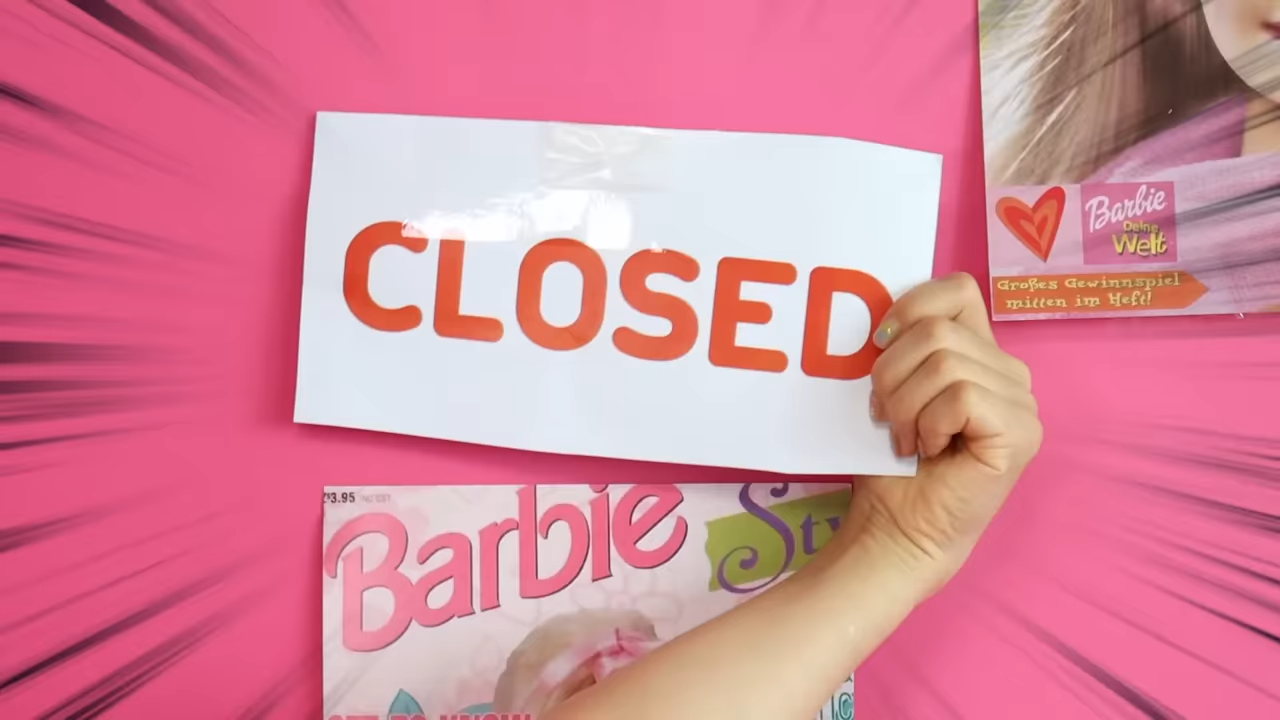 CLOSED
Barbie
Deine
Welt
Großes Gewinnspiel
mitten im Heft!
3.95
Barbie